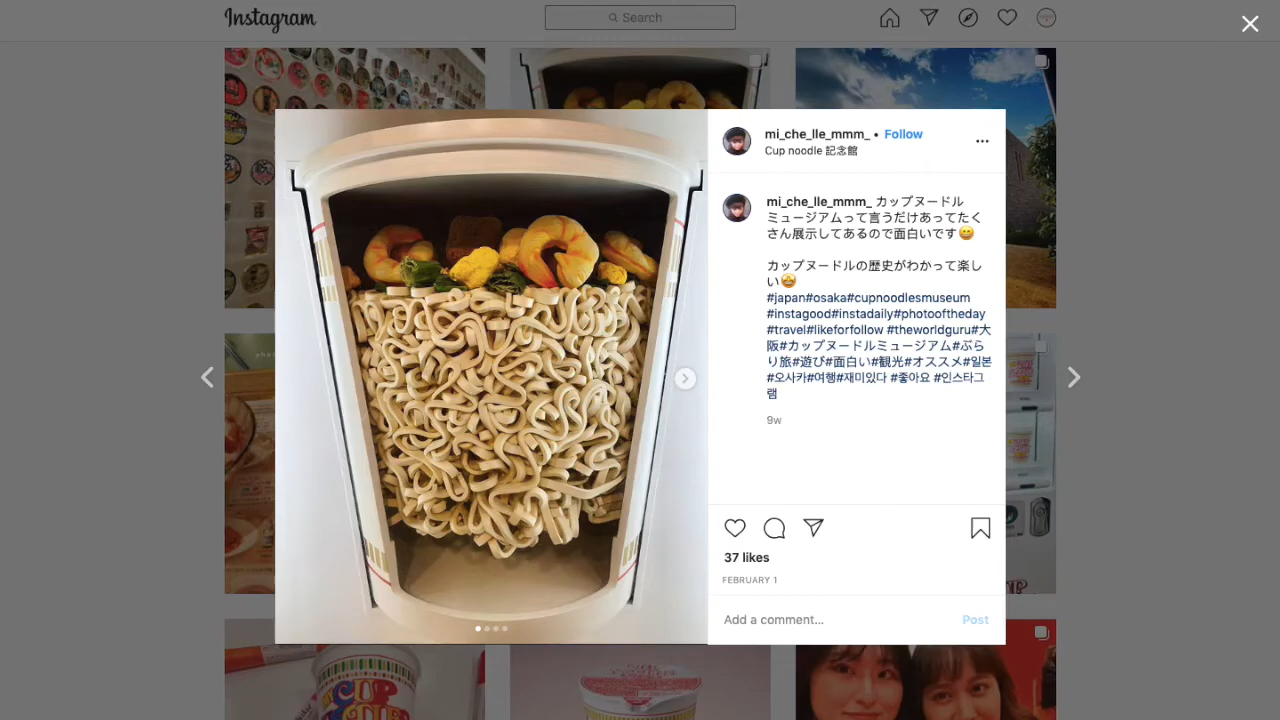 Instagram
Search
mi_che_lle_mmm_ • Follow
Cup noodle 記念館
mi_che_lle_mmm_ カップヌードル
ミュージアムって言うだけあってたく
さん展示してあるので面白いです😄
カップヌードルの歴史がわかって楽し
い🤩
#japan#osaka#cupnoodlesmuseum
#instagood#instadaily#photooftheday
#travel#likeforfollow #theworldguru#大
阪#カップヌードルミュージアム#ぶら
り旅#遊び#面白い#観光#オススメ#일본
#오사카#여행#재미있다 #좋아요 #인스타그
램
9w
37 likes
FEBRUARY 1
Add a comment...
Post
CUP